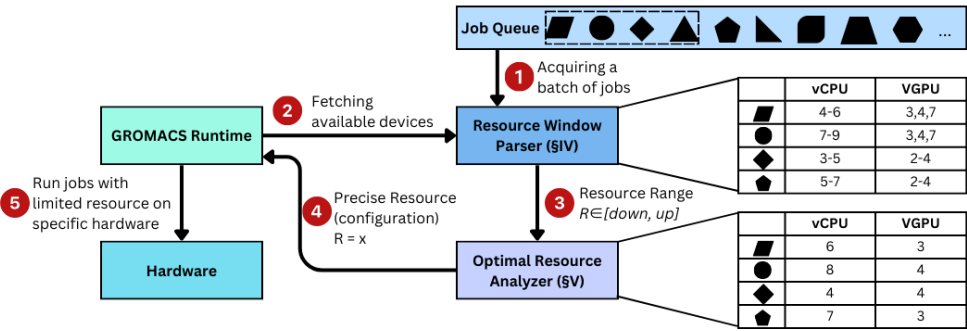 Job Queue
...
1
Acquiring a
batch of jobs
2
Fetching
available devices
GROMACS Runtime
Resource Window
Parser (§IV)
vCPU VGPU
4-6 3,4,7
7-9 3,4,7
3-5 2-4
5-7 2-4
5
Run jobs with
limited resource on
specific hardware
4
Precise Resource
(configuration)
R = x
3
Resource Range
R∈[down, up]
Hardware
Optimal Resource
Analyzer (§V)
vCPU VGPU
6 3
8 4
4 4
7 3